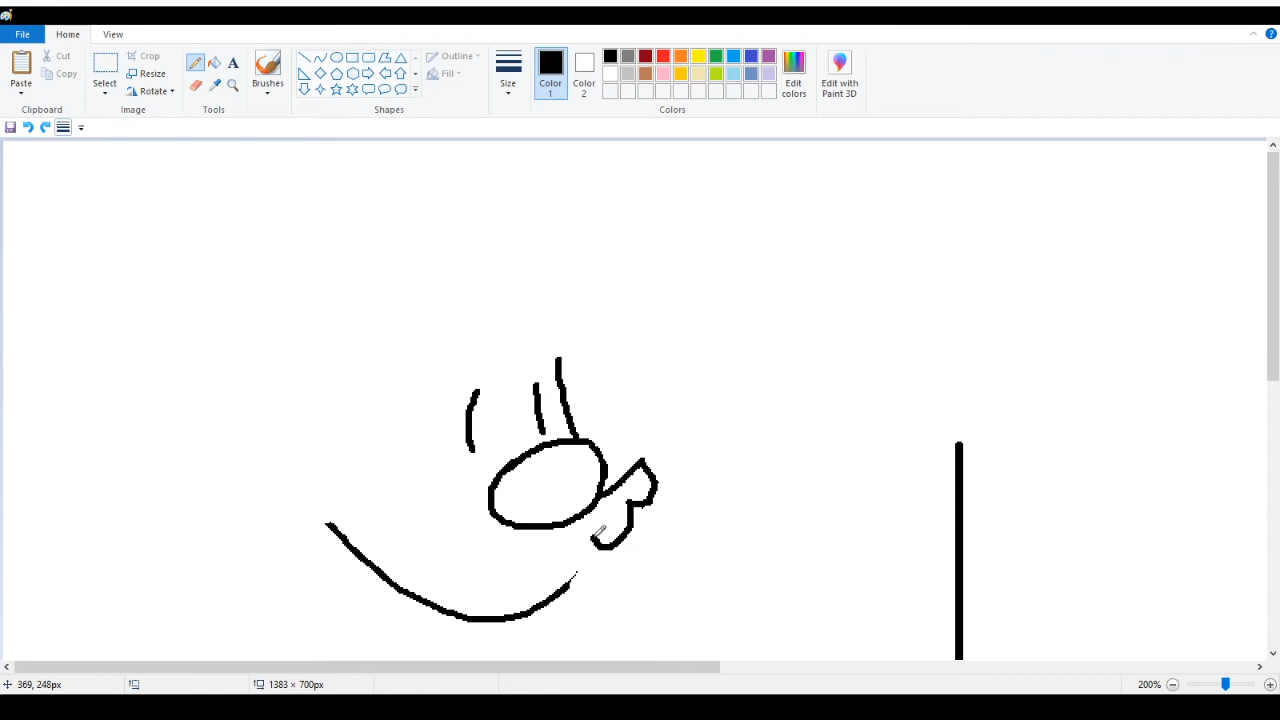 File Home View
Paste Cut Copy Clipboard
Select Crop Resize Rotate Image
A Tools
Brushes
Outline Fill Shapes
Size
Color 1 Color 2 Edit colors Colors
Edit with Paint 3D
369, 248px 1383 × 700px 200%